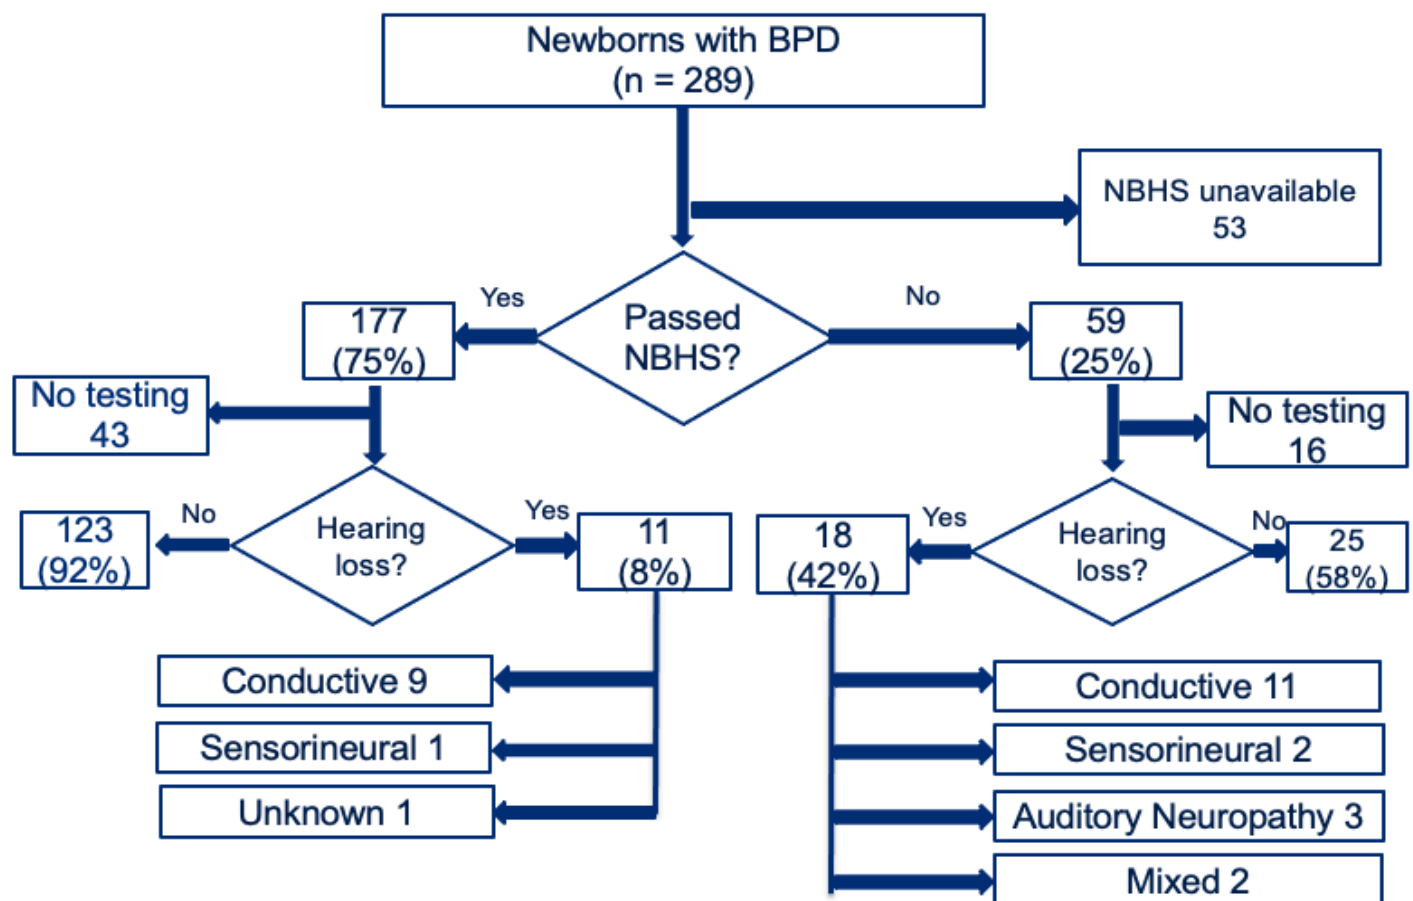 Newborns with BPD
(n = 289)
NBHS unavailable
53
Passed
NBHS?
Yes
No
177
(75%)
59
(25%)
No testing
43
No testing
16
Hearing
loss?
No
Yes
123
(92%)
11
(8%)
Hearing
loss?
Yes
No
18
(42%)
25
(58%)
Conductive 9
Sensorineural 1
Unknown 1
Conductive 11
Sensorineural 2
Auditory Neuropathy 3
Mixed 2